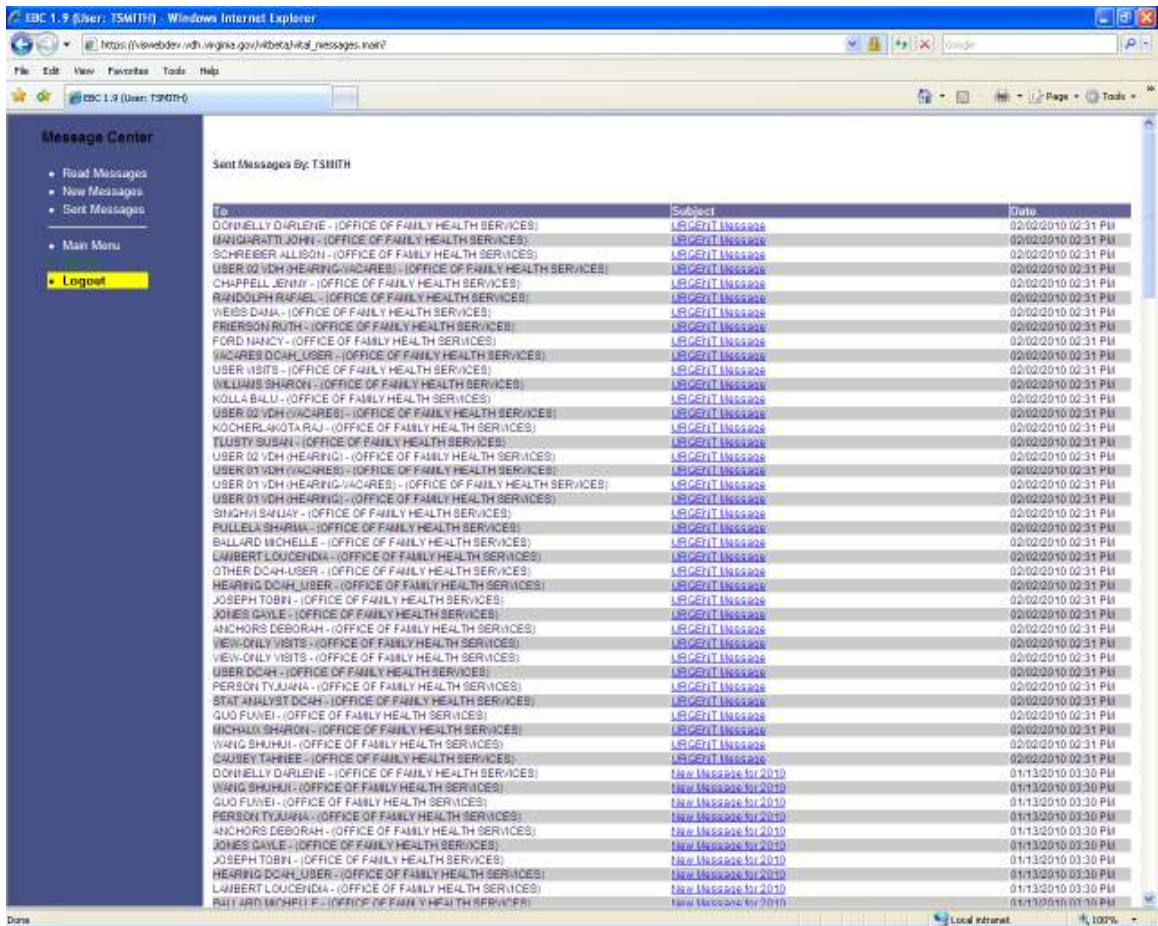 EBC 1.9 (User: TSMITH) - Windows Internet Explorer
https://viswebdev.vdh.virginia.gov/vitbeta/vital_messages.main?
Google
File Edit View Favorites Tools Help
EBC 1.9 (User: TSMITH)
Page Tools
Message Center
Read Messages
New Messages
Sent Messages
Main Menu
Logout
Sent Messages By: TSMITH
To Subject Date
DONNELLY DARLENE - (OFFICE OF FAMILY HEALTH SERVICES) URGENT Message 02/02/2010 02:31 PM
MANGIARATTI JOHN - (OFFICE OF FAMILY HEALTH SERVICES) URGENT Message 02/02/2010 02:31 PM
SCHREIBER ALLISON - (OFFICE OF FAMILY HEALTH SERVICES) URGENT Message 02/02/2010 02:31 PM
USER 02 VDH (HEARING-VACARES) - (OFFICE OF FAMILY HEALTH SERVICES) URGENT Message 02/02/2010 02:31 PM
CHAPPELL JENNY - (OFFICE OF FAMILY HEALTH SERVICES) URGENT Message 02/02/2010 02:31 PM
RANDOLPH RAFAEL - (OFFICE OF FAMILY HEALTH SERVICES) URGENT Message 02/02/2010 02:31 PM
WEISS DANA - (OFFICE OF FAMILY HEALTH SERVICES) URGENT Message 02/02/2010 02:31 PM
FRIERSON RUTH - (OFFICE OF FAMILY HEALTH SERVICES) URGENT Message 02/02/2010 02:31 PM
FORD NANCY - (OFFICE OF FAMILY HEALTH SERVICES) URGENT Message 02/02/2010 02:31 PM
VACARES DCAH_USER - (OFFICE OF FAMILY HEALTH SERVICES) URGENT Message 02/02/2010 02:31 PM
USER VISITS - (OFFICE OF FAMILY HEALTH SERVICES) URGENT Message 02/02/2010 02:31 PM
WILLIAMS SHARON - (OFFICE OF FAMILY HEALTH SERVICES) URGENT Message 02/02/2010 02:31 PM
KOLLA BALU - (OFFICE OF FAMILY HEALTH SERVICES) URGENT Message 02/02/2010 02:31 PM
USER 02 VDH (VACARES) - (OFFICE OF FAMILY HEALTH SERVICES) URGENT Message 02/02/2010 02:31 PM
KOCHERLAKOTA RAJ - (OFFICE OF FAMILY HEALTH SERVICES) URGENT Message 02/02/2010 02:31 PM
TLUSTY SUSAN - (OFFICE OF FAMILY HEALTH SERVICES) URGENT Message 02/02/2010 02:31 PM
USER 02 VDH (HEARING) - (OFFICE OF FAMILY HEALTH SERVICES) URGENT Message 02/02/2010 02:31 PM
USER 01 VDH (VACARES) - (OFFICE OF FAMILY HEALTH SERVICES) URGENT Message 02/02/2010 02:31 PM
USER 01 VDH (HEARING-VACARES) - (OFFICE OF FAMILY HEALTH SERVICES) URGENT Message 02/02/2010 02:31 PM
USER 01 VDH (HEARING) - (OFFICE OF FAMILY HEALTH SERVICES) URGENT Message 02/02/2010 02:31 PM
SINGHVI SANJAY - (OFFICE OF FAMILY HEALTH SERVICES) URGENT Message 02/02/2010 02:31 PM
PULLELA SHARMA - (OFFICE OF FAMILY HEALTH SERVICES) URGENT Message 02/02/2010 02:31 PM
BALLARD MICHELLE - (OFFICE OF FAMILY HEALTH SERVICES) URGENT Message 02/02/2010 02:31 PM
LAMBERT LOUCENDIA - (OFFICE OF FAMILY HEALTH SERVICES) URGENT Message 02/02/2010 02:31 PM
OTHER DCAH-USER - (OFFICE OF FAMILY HEALTH SERVICES) URGENT Message 02/02/2010 02:31 PM
HEARING DCAH_USER - (OFFICE OF FAMILY HEALTH SERVICES) URGENT Message 02/02/2010 02:31 PM
JOSEPH TOBIN - (OFFICE OF FAMILY HEALTH SERVICES) URGENT Message 02/02/2010 02:31 PM
JONES GAYLE - (OFFICE OF FAMILY HEALTH SERVICES) URGENT Message 02/02/2010 02:31 PM
ANCHORS DEBORAH - (OFFICE OF FAMILY HEALTH SERVICES) URGENT Message 02/02/2010 02:31 PM
VIEW-ONLY VISITS - (OFFICE OF FAMILY HEALTH SERVICES) URGENT Message 02/02/2010 02:31 PM
VIEW-ONLY VISITS - (OFFICE OF FAMILY HEALTH SERVICES) URGENT Message 02/02/2010 02:31 PM
USER DCAH - (OFFICE OF FAMILY HEALTH SERVICES) URGENT Message 02/02/2010 02:31 PM
PERSON TYJUANA - (OFFICE OF FAMILY HEALTH SERVICES) URGENT Message 02/02/2010 02:31 PM
STAT ANALYST DCAH - (OFFICE OF FAMILY HEALTH SERVICES) URGENT Message 02/02/2010 02:31 PM
GUO FUWEI - (OFFICE OF FAMILY HEALTH SERVICES) URGENT Message 02/02/2010 02:31 PM
MICHAUX SHARON - (OFFICE OF FAMILY HEALTH SERVICES) URGENT Message 02/02/2010 02:31 PM
WANG SHUHUI - (OFFICE OF FAMILY HEALTH SERVICES) URGENT Message 02/02/2010 02:31 PM
CAUSEY TAHNEE - (OFFICE OF FAMILY HEALTH SERVICES) URGENT Message 02/02/2010 02:31 PM
DONNELLY DARLENE - (OFFICE OF FAMILY HEALTH SERVICES) New Message for 2010 01/13/2010 03:30 PM
WANG SHUHUI - (OFFICE OF FAMILY HEALTH SERVICES) New Message for 2010 01/13/2010 03:30 PM
GUO FUWEI - (OFFICE OF FAMILY HEALTH SERVICES) New Message for 2010 01/13/2010 03:30 PM
PERSON TYJUANA - (OFFICE OF FAMILY HEALTH SERVICES) New Message for 2010 01/13/2010 03:30 PM
ANCHORS DEBORAH - (OFFICE OF FAMILY HEALTH SERVICES) New Message for 2010 01/13/2010 03:30 PM
JONES GAYLE - (OFFICE OF FAMILY HEALTH SERVICES) New Message for 2010 01/13/2010 03:30 PM
JOSEPH TOBIN - (OFFICE OF FAMILY HEALTH SERVICES) New Message for 2010 01/13/2010 03:30 PM
HEARING DCAH_USER - (OFFICE OF FAMILY HEALTH SERVICES) New Message for 2010 01/13/2010 03:30 PM
LAMBERT LOUCENDIA - (OFFICE OF FAMILY HEALTH SERVICES) New Message for 2010 01/13/2010 03:30 PM
BALLARD MICHELLE - (OFFICE OF FAMILY HEALTH SERVICES) New Message for 2010 01/13/2010 03:30 PM
Done Local intranet 100%